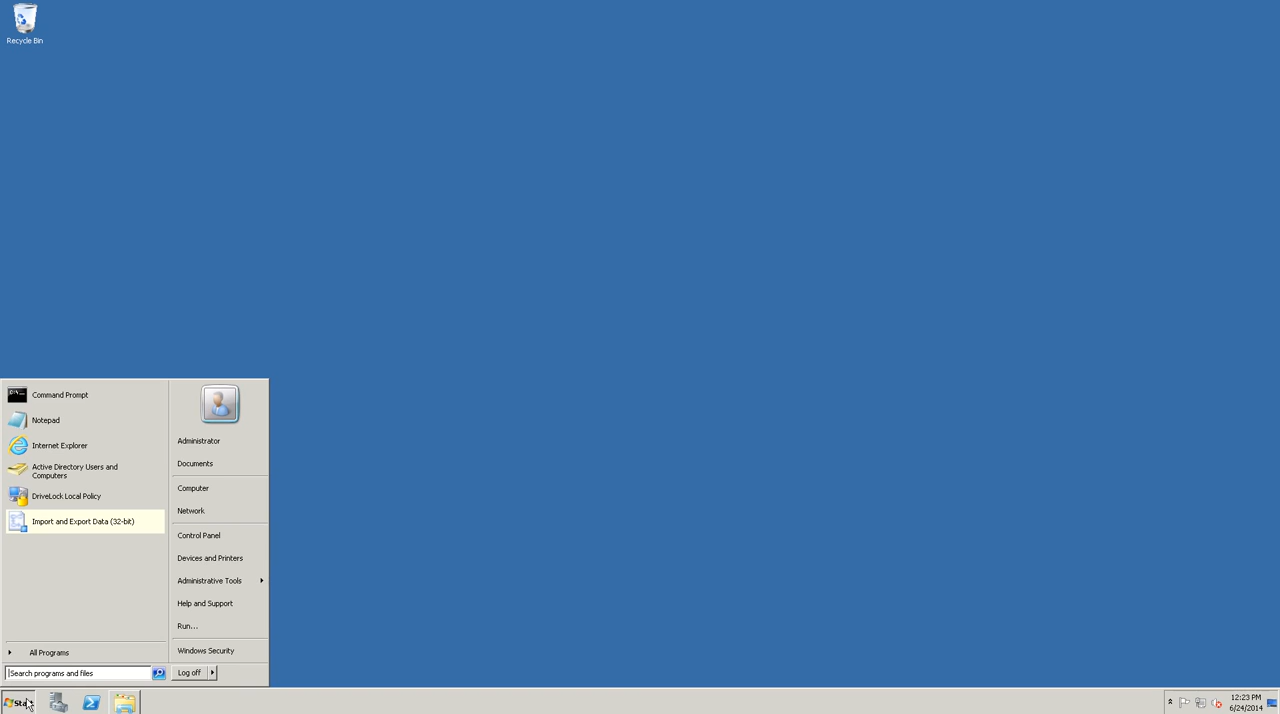 Recycle Bin
Command Prompt
Notepad
Internet Explorer
Active Directory Users and
Computers
DriveLock Local Policy
Import and Export Data (32-bit)
All Programs
Search programs and files
Administrator
Documents
Computer
Network
Control Panel
Devices and Printers
Administrative Tools
Help and Support
Run...
Windows Security
Log off
Start
12:23 PM
6/24/2014